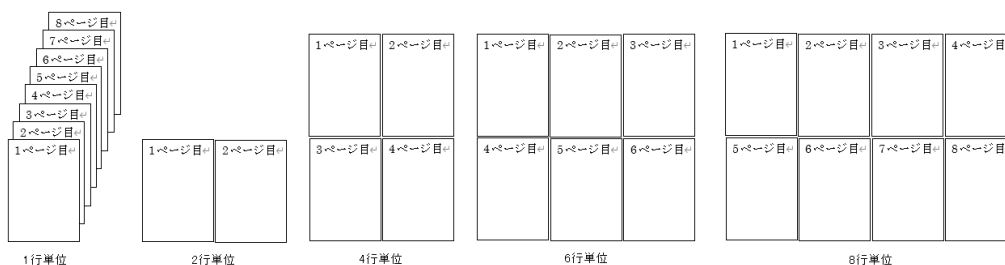 8ページ目↵
7ページ目↵
6ページ目↵
5ページ目↵
4ページ目↵
3ページ目↵
2ページ目↵
1ページ目↵
1行単位
1ページ目↵ 2ページ目↵
2行単位
1ページ目↵ 2ページ目↵
3ページ目↵ 4ページ目↵
4行単位
1ページ目↵ 2ページ目↵ 3ページ目↵
4ページ目↵ 5ページ目↵ 6ページ目↵
6行単位
1ページ目↵ 2ページ目↵ 3ページ目↵ 4ページ目
5ページ目↵ 6ページ目↵ 7ページ目↵ 8ページ目
8行単位